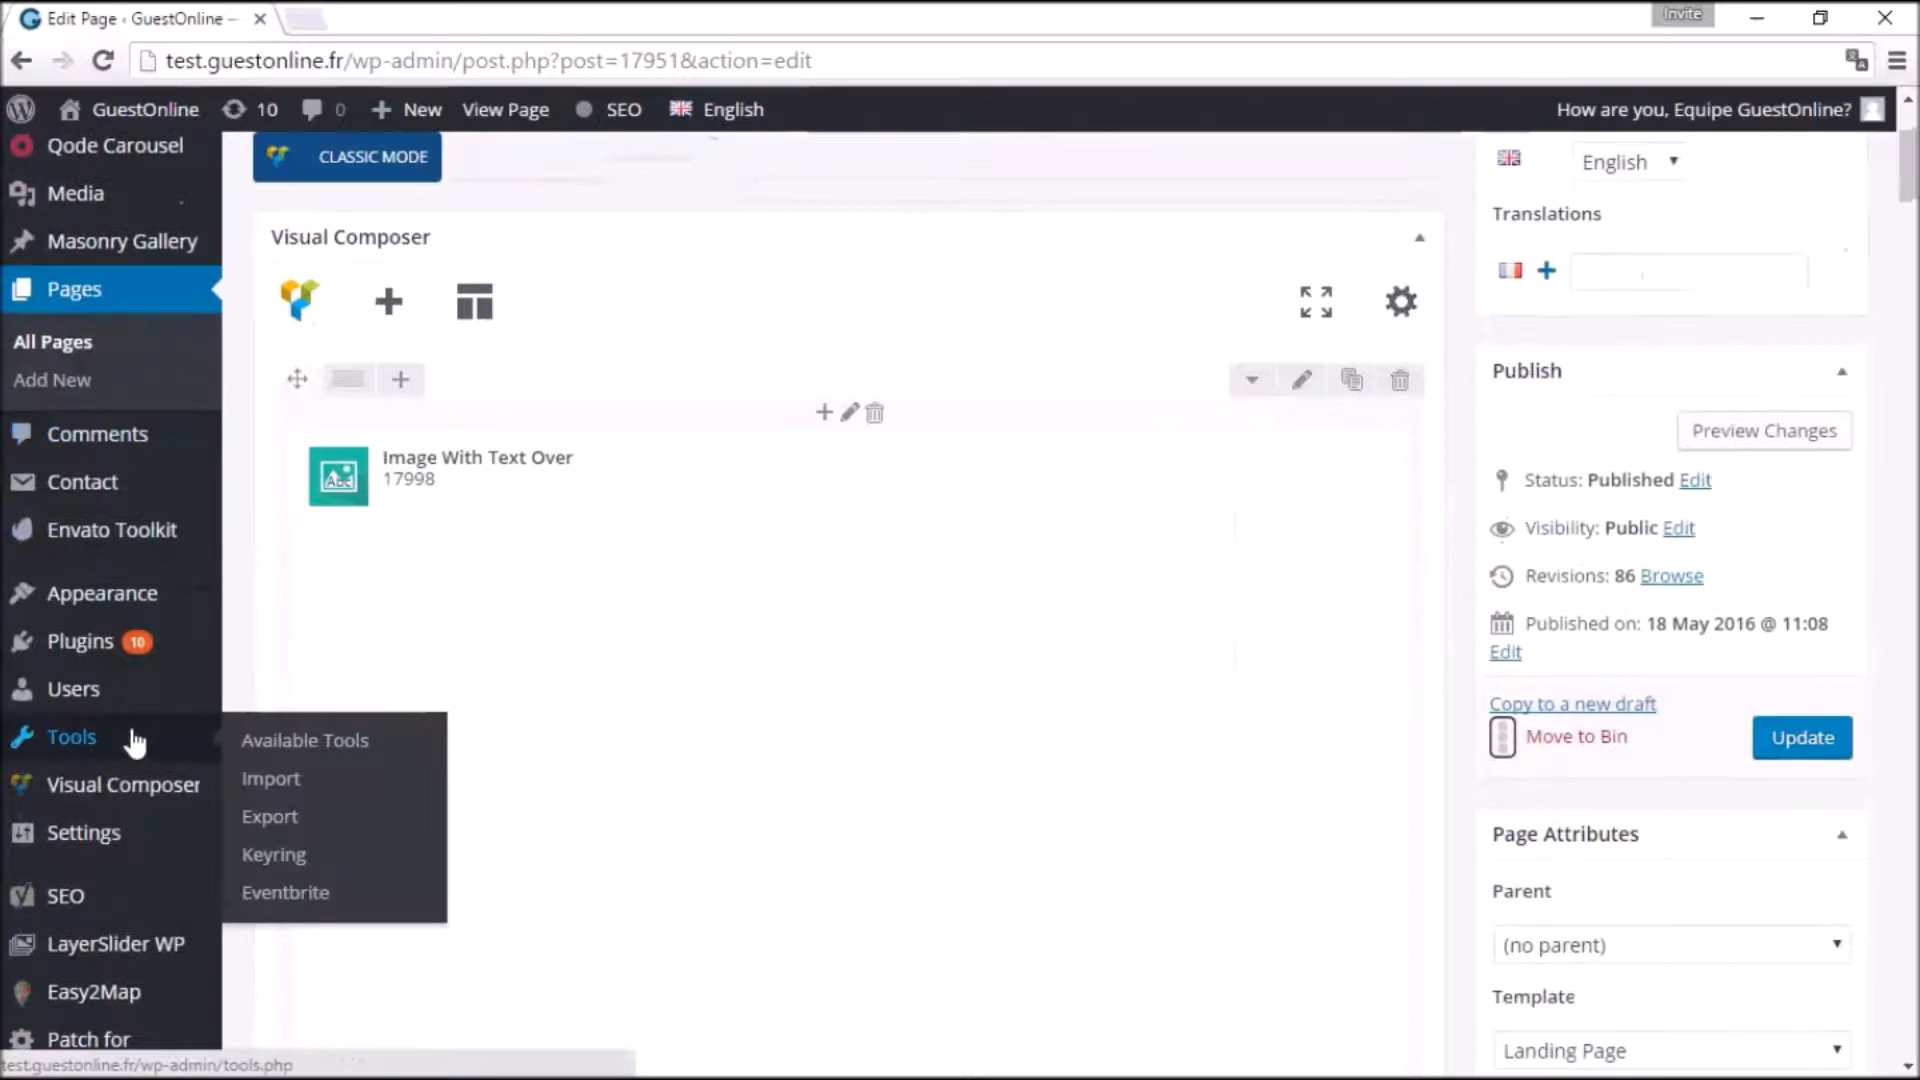 Edit Page ‹ GuestOnline –
Invite
test.guestonline.fr/wp-admin/post.php?post=17951&action=edit
GuestOnline 10 0 New View Page SEO English How are you, Equipe GuestOnline?
Qode Carousel
Media
Masonry Gallery
Pages
All Pages
Add New
Comments
Contact
Envato Toolkit
Appearance
Plugins 10
Users
Tools
Visual Composer
Settings
SEO
LayerSlider WP
Easy2Map
Patch for
test.guestonline.fr/wp-admin/tools.php
Available Tools
Import
Export
Keyring
Eventbrite
CLASSIC MODE
Visual Composer
Image With Text Over
17998
English
Translations
Publish
Preview Changes
Status: Published Edit
Visibility: Public Edit
Revisions: 86 Browse
Published on: 18 May 2016 @ 11:08
Edit
Copy to a new draft
Move to Bin
Update
Page Attributes
Parent
(no parent)
Template
Landing Page